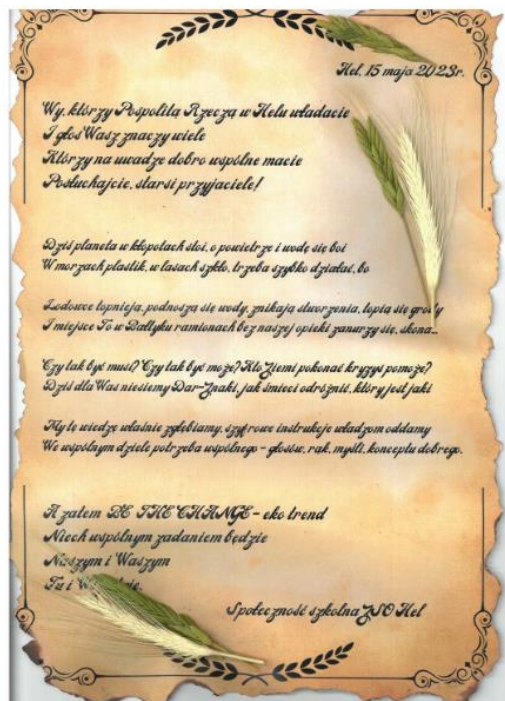 Hel, 15 maja 2023r.
Wy, którzy Pospolitą Rzeczą w Helu władacie
I głos Wasz znaczy wiele
Którzy na uwadze dobro wspólne macie
Posłuchajcie, starsi przyjaciele!
Dziś planeta w kłopotach stoi, o powietrze i wodę się boi
W morzach plastik, w lasach szkło, trzeba szybko działać, bo
Lodowce topnieją, podnoszą się wody, znikają stworzenia, topią się grody
I miejsce To w Bałtyku ramionach bez naszej opieki zanurzy się, skona...
Czy tak być musi? Czy tak być może? Kto Ziemi pokonać kryzys pomoże?
Dziś dla Was niesiemy Dar-Znaki, jak śmieci odróżnić, który jest jaki
My tę wiedzę właśnie zgłębiamy, szyfrowe instrukcje władzom oddamy
We wspólnym dziele potrzeba wspólnego - głosów, rąk, myśli, konceptu dobrego.
A zatem BE THE CHANGE - eko trend
Niech wspólnym zadaniem będzie
Naszym i Waszym
Tu i
Społeczność szkolna ZSO Hel